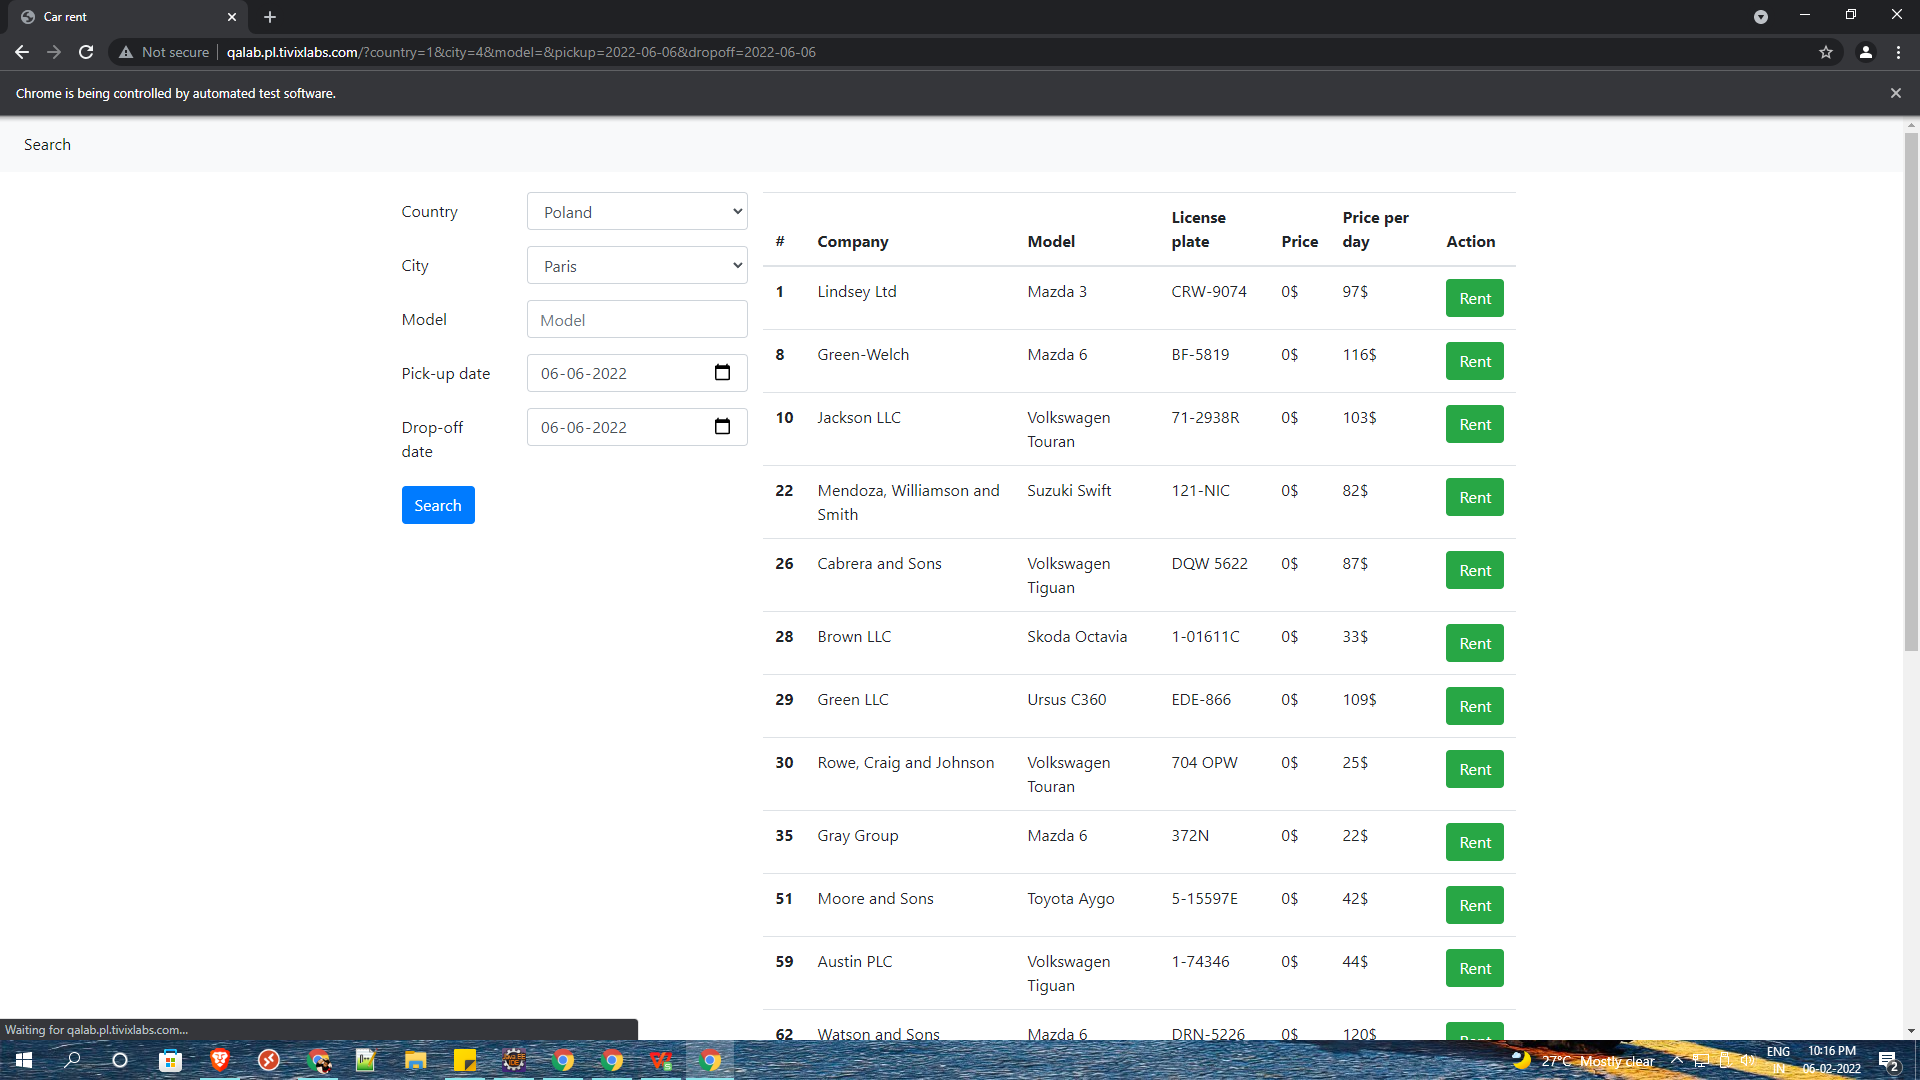 Car rent
Not secure
qalab.pl.tivixlabs.com/?country=1&city=4&model=&pickup=2022-06-06&dropoff=2022-06-06
Chrome is being controlled by automated test software.
Search
Country
Poland
City
Paris
Model
Model
Pick-up date
06-06-2022
Drop-off
date
06-06-2022
Search
# Company Model License plate Price Price per day Action
1 Lindsey Ltd Mazda 3 CRW-9074 0$ 97$ Rent
8 Green-Welch Mazda 6 BF-5819 0$ 116$ Rent
10 Jackson LLC Volkswagen Touran 71-2938R 0$ 103$ Rent
22 Mendoza, Williamson and Smith Suzuki Swift 121-NIC 0$ 82$ Rent
26 Cabrera and Sons Volkswagen Tiguan DQW 5622 0$ 87$ Rent
28 Brown LLC Skoda Octavia 1-01611C 0$ 33$ Rent
29 Green LLC Ursus C360 EDE-866 0$ 109$ Rent
30 Rowe, Craig and Johnson Volkswagen Touran 704 OPW 0$ 25$ Rent
35 Gray Group Mazda 6 372N 0$ 22$ Rent
51 Moore and Sons Toyota Aygo 5-15597E 0$ 42$ Rent
59 Austin PLC Volkswagen Tiguan 1-74346 0$ 44$ Rent
62 Watson and Sons Mazda 6 DRN-5226 0$ 120$ Rent
Waiting for qalab.pl.tivixlabs.com...
27°C Mostly clear
ENG
IN
10:16 PM
06-02-2022
2